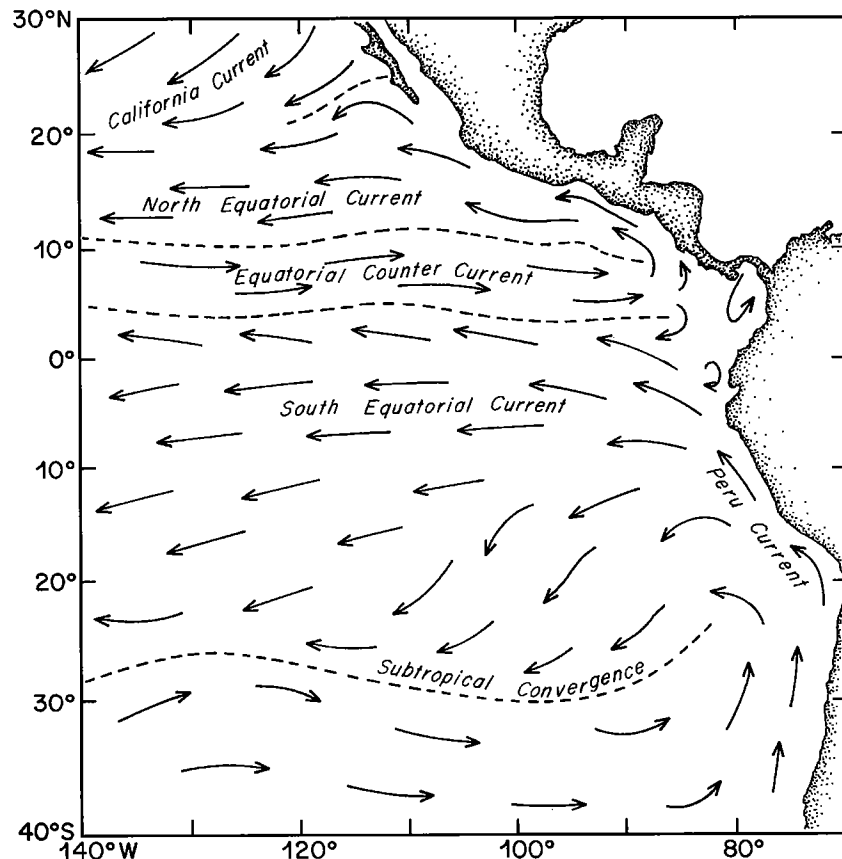 30°N
California Current
20°
North Equatorial Current
10°
Equatorial Counter Current
0°
South Equatorial Current
10°
Peru Current
20°
Subtropical Convergence
30°
40°S
140°W 120° 100° 80°